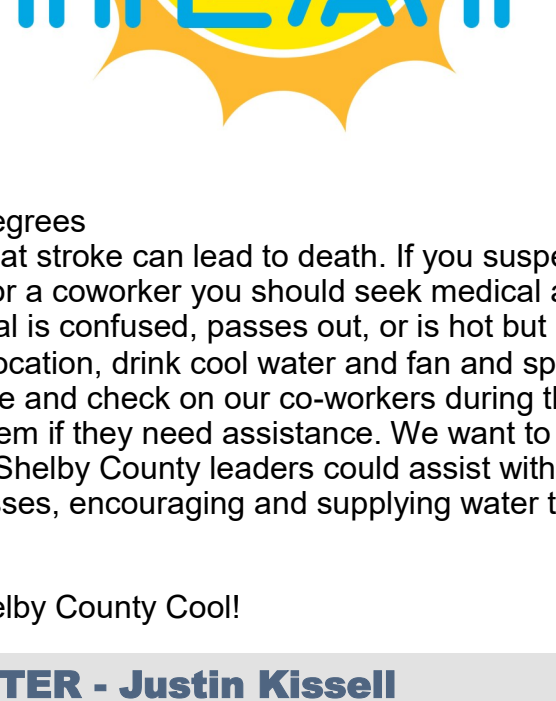 HEAT
egrees
at stroke can lead to death. If you suspe
or a coworker you should seek medical a
al is confused, passes out, or is hot but
ocation, drink cool water and fan and sp
e and check on our co-workers during th
em if they need assistance. We want to
Shelby County leaders could assist with
sses, encouraging and supplying water t
elby County Cool!
TER - Justin Kissell